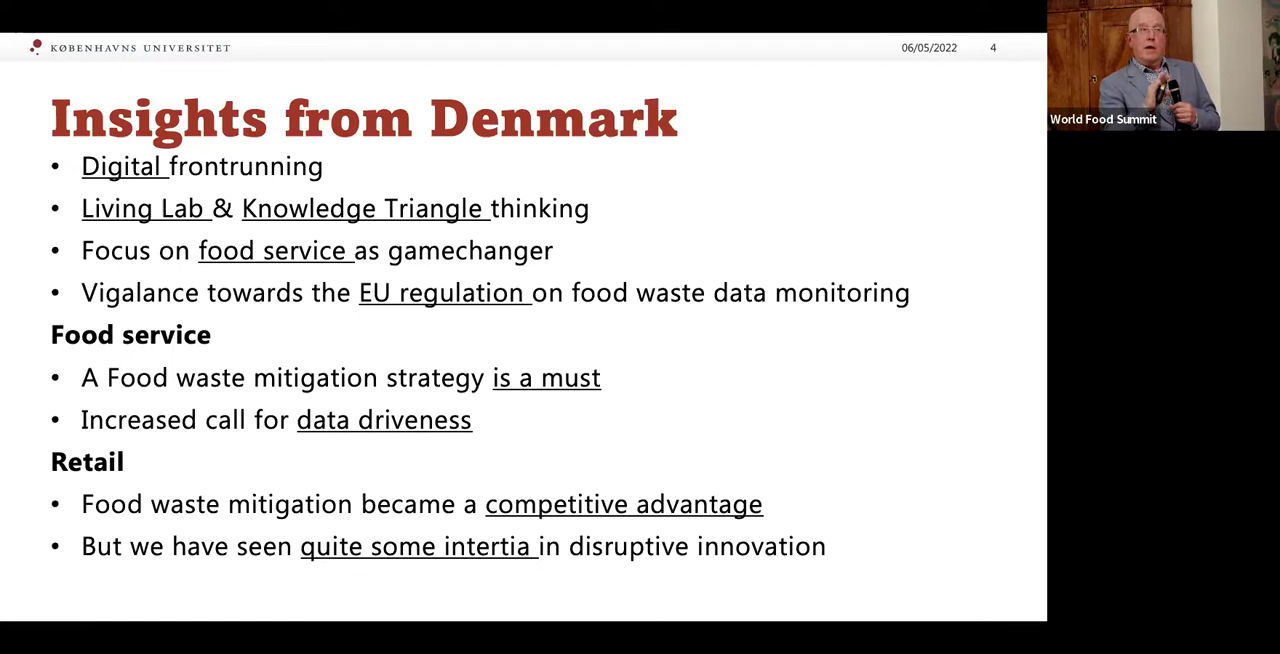 KØBENHAVNS UNIVERSITET
06/05/2022 4
Insights from Denmark
• Digital frontrunning
• Living Lab & Knowledge Triangle thinking
• Focus on food service as gamechanger
• Vigalance towards the EU regulation on food waste data monitoring
Food service
• A Food waste mitigation strategy is a must
• Increased call for data driveness
Retail
• Food waste mitigation became a competitive advantage
• But we have seen quite some intertia in disruptive innovation
World Food Summit